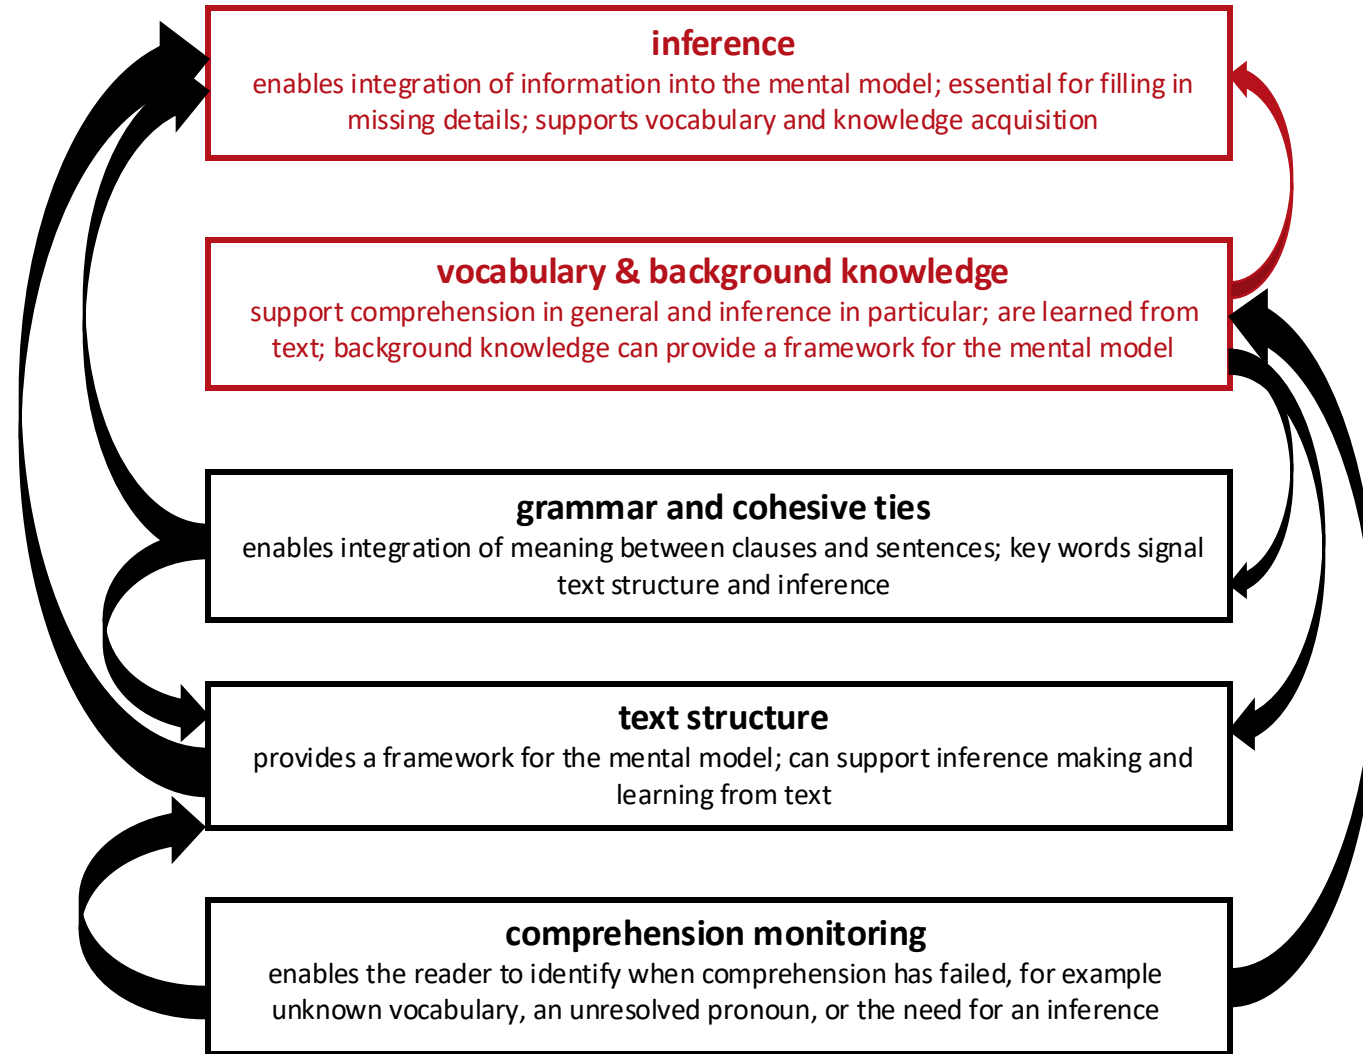 inference
enables integration of information into the mental model; essential for filling in
missing details; supports vocabulary and knowledge acquisition
vocabulary & background knowledge
support comprehension in general and inference in particular; are learned from
text; background knowledge can provide a framework for the mental model
grammar and cohesive ties
enables integration of meaning between clauses and sentences; key words signal
text structure and inference
text structure
provides a framework for the mental model; can support inference making and
learning from text
comprehension monitoring
enables the reader to identify when comprehension has failed, for example
unknown vocabulary, an unresolved pronoun, or the need for an inference